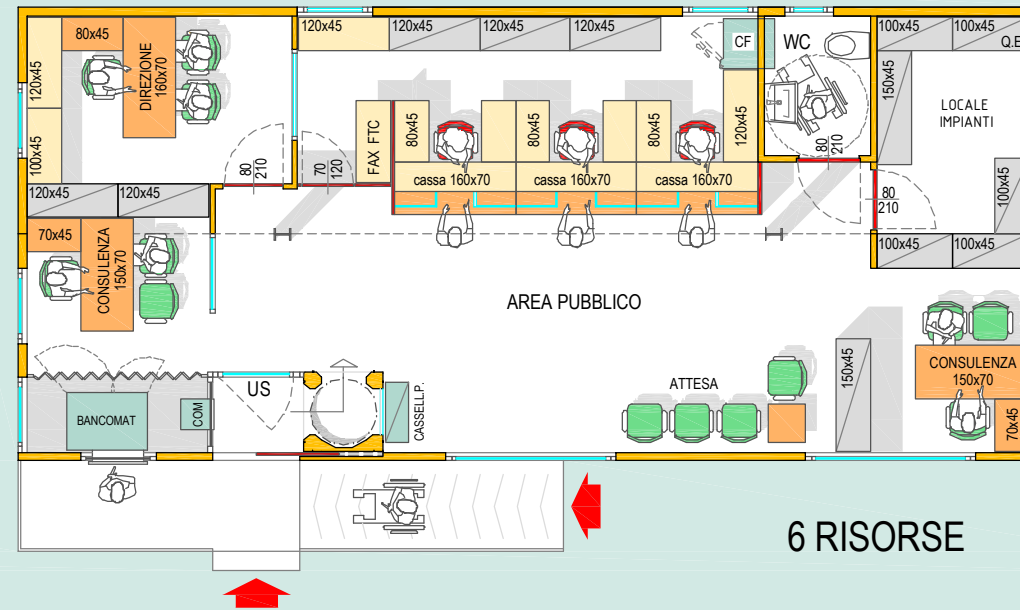 120x45
120x45
120x45
120x45
100x45
100x45
Q.E
80x45
DIREZIONE
160x70
CF
WC
120x45
100x45
150x45
LOCALE
IMPIANTI
FAX FTC
80x45
80x45
80x45
120x45
80
210
70
120
cassa 160x70
cassa 160x70
cassa 160x70
80
210
80
210
100x45
120x45
120x45
70x45
CONSULENZA
150x70
100x45
100x45
AREA PUBBLICO
US
BANCOMAT
COM
CASSELL.P.
ATTESA
150x45
CONSULENZA
150x70
70x45
6 RISORSE